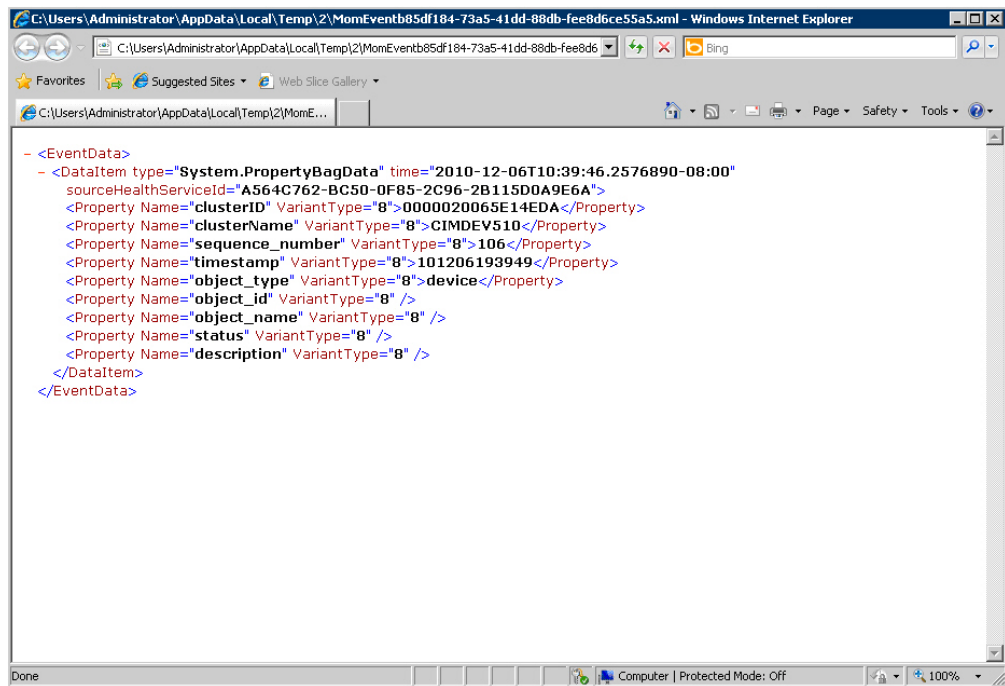 C:\Users\Administrator\AppData\Local\Temp\2\MomEventb85df184-73a5-41dd-88db-fee8d6ce55a5.xml - Windows Internet Explorer
C:\Users\Administrator\AppData\Local\Temp\2\MomEventb85df184-73a5-41dd-88db-fee8d6 Bing
Favorites Suggested Sites Web Slice Gallery
C:\Users\Administrator\AppData\Local\Temp\2\MomE... Page Safety Tools
- <EventData>
- <DataItem type="System.PropertyBagData" time="2010-12-06T10:39:46.2576890-08:00"
sourceHealthServiceId="A564C762-BC50-0F85-2C96-2B115D0A9E6A">
<Property Name="clusterID" VariantType="8">0000020065E14EDA</Property>
<Property Name="clusterName" VariantType="8">CIMDEV510</Property>
<Property Name="sequence_number" VariantType="8">106</Property>
<Property Name="timestamp" VariantType="8">101206193949</Property>
<Property Name="object_type" VariantType="8">device</Property>
<Property Name="object_id" VariantType="8" />
<Property Name="object_name" VariantType="8" />
<Property Name="status" VariantType="8" />
<Property Name="description" VariantType="8" />
</DataItem>
</EventData>
Done Computer | Protected Mode: Off 100%